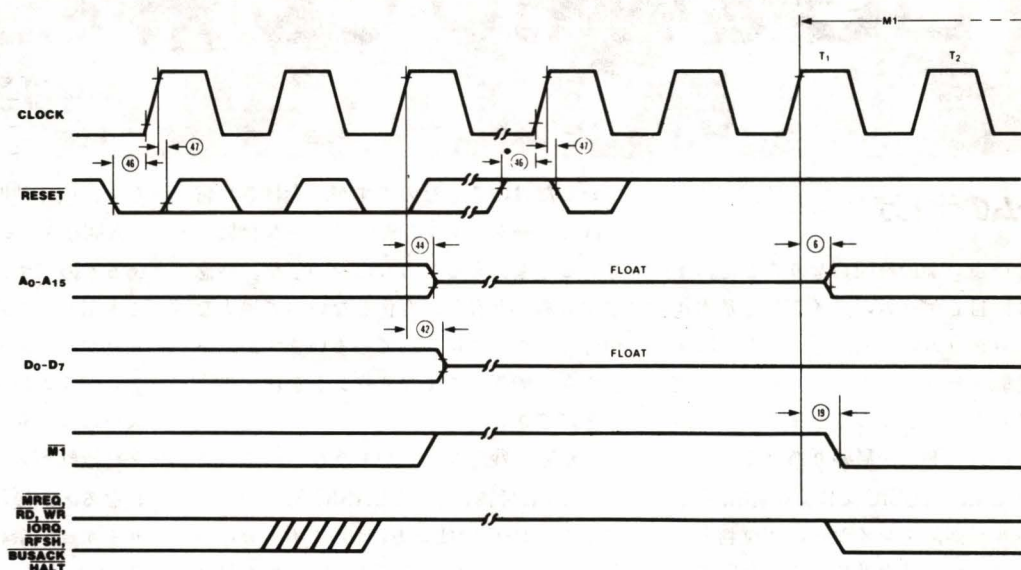 M1
T1 T2
CLOCK
46 47 46 47
RESET
44 6
A0-A15 FLOAT
42
D0-D7 FLOAT
19
M1
MREQ,
RD, WR
IORQ,
RFSH,
BUSACK
HALT